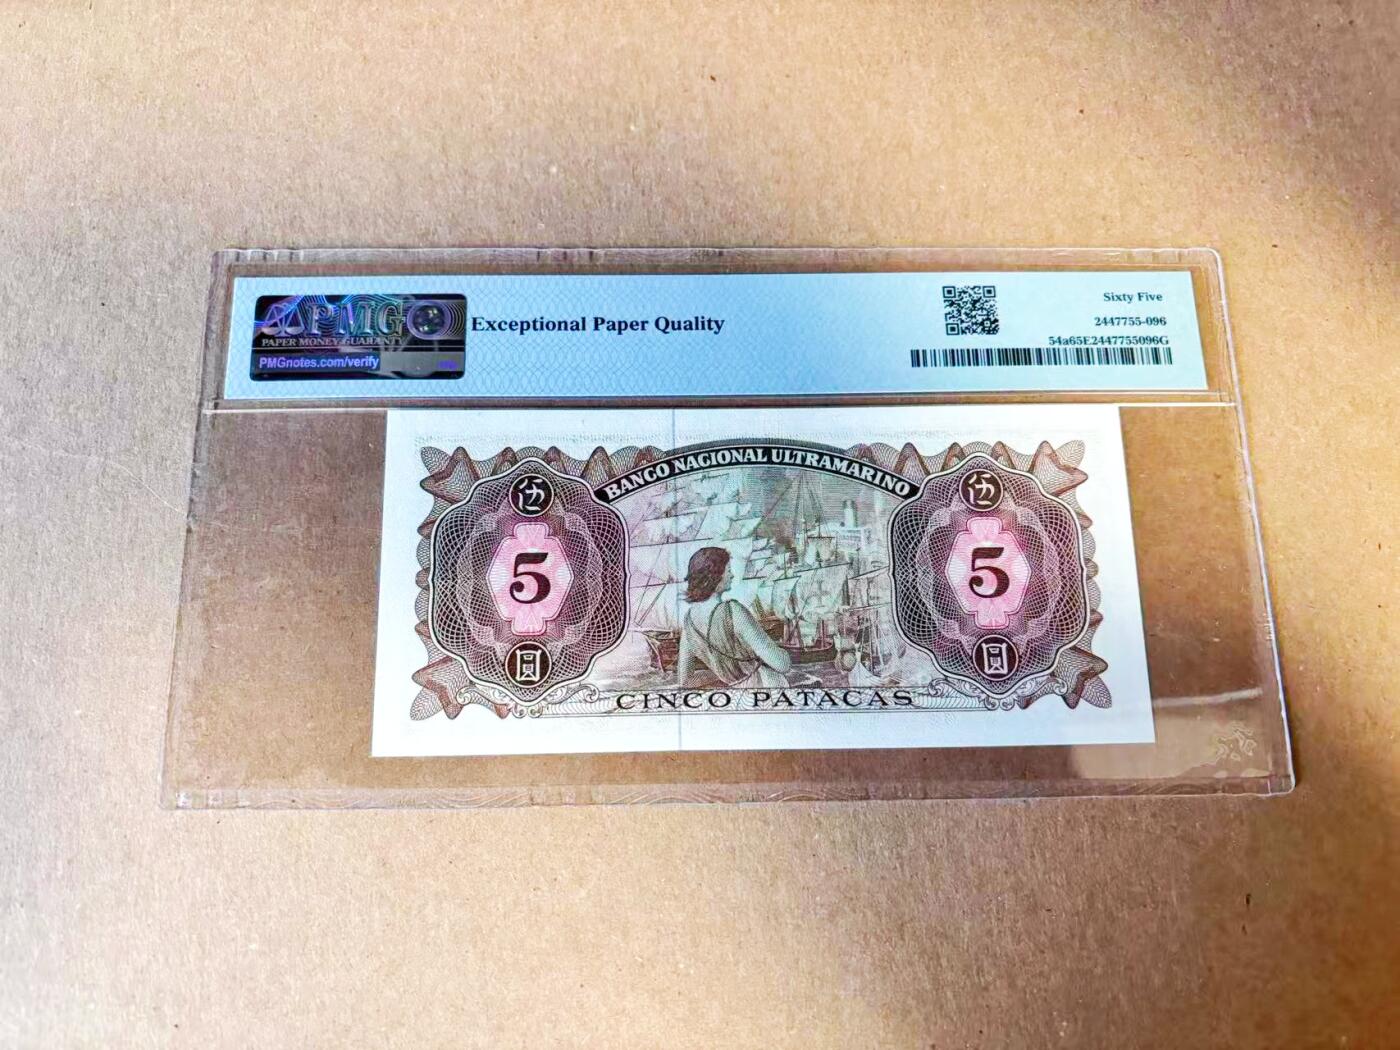 PMG
PAPER MONEY GUARANTY
PMGnotes.com/verify
Exceptional Paper Quality
Sixty Five
2447755-096
54a65E2447755096G
BANCO NACIONAL ULTRAMARINO
伍
伍
5
5
圓
圓
CINCO PATACAS